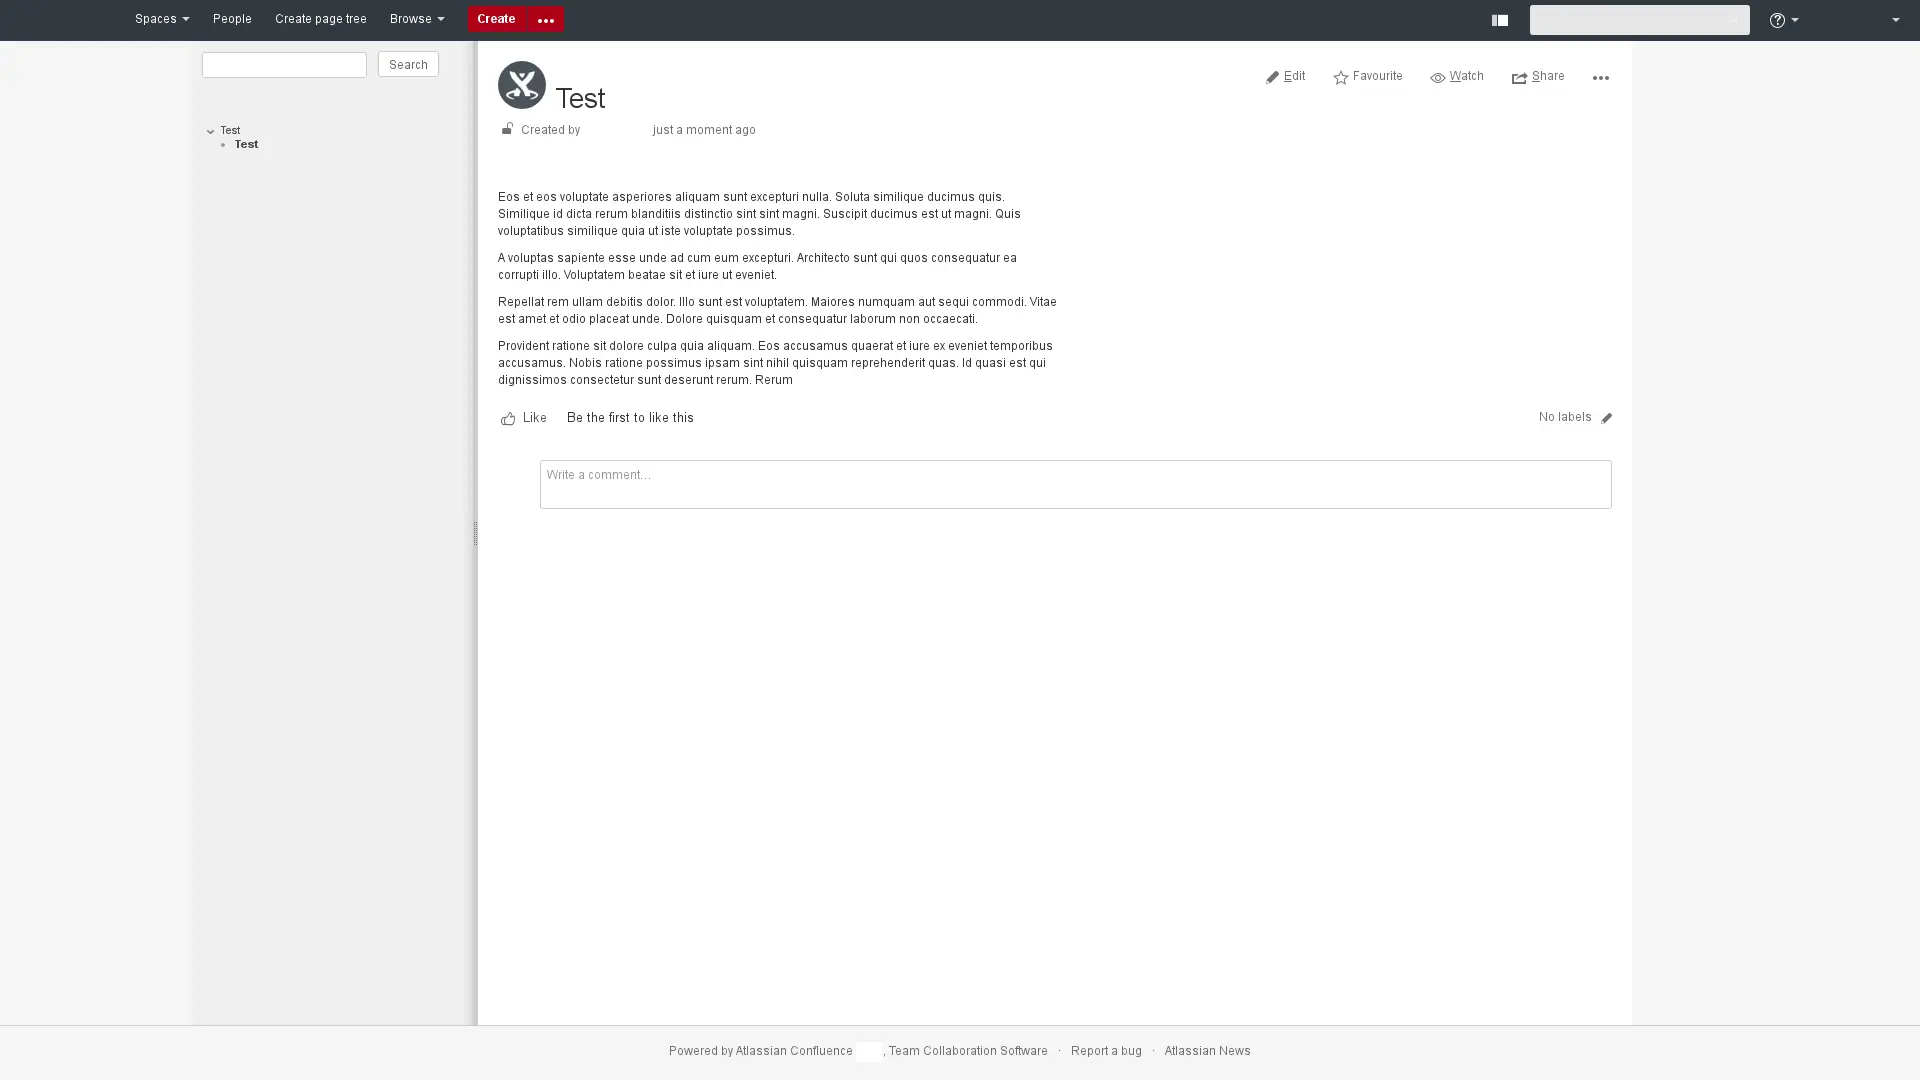 Spaces People Create page tree Browse Create
Search
Edit Favourite Watch Share
Test
Created by just a moment ago
Test
Test
Eos et eos voluptate asperiores aliquam sunt excepturi nulla. Soluta similique ducimus quis.
Similique id dicta rerum blanditiis distinctio sint sint magni. Suscipit ducimus est ut magni. Quis
voluptatibus similique quia ut iste voluptate possimus.
A voluptas sapiente esse unde ad cum eum excepturi. Architecto sunt qui quos consequatur ea
corrupti illo. Voluptatem beatae sit et iure ut eveniet.
Repellat rem ullam debitis dolor. Illo sunt est voluptatem. Maiores numquam aut sequi commodi. Vitae
est amet et odio placeat unde. Dolore quisquam et consequatur laborum non occaecati.
Provident ratione sit dolore culpa quia aliquam. Eos accusamus quaerat et iure ex eveniet temporibus
accusamus. Nobis ratione possimus ipsam sint nihil quisquam reprehenderit quas. Id quasi est qui
dignissimos consectetur sunt deserunt rerum. Rerum
Like Be the first to like this No labels
Write a comment...
Powered by Atlassian Confluence , Team Collaboration Software · Report a bug · Atlassian News